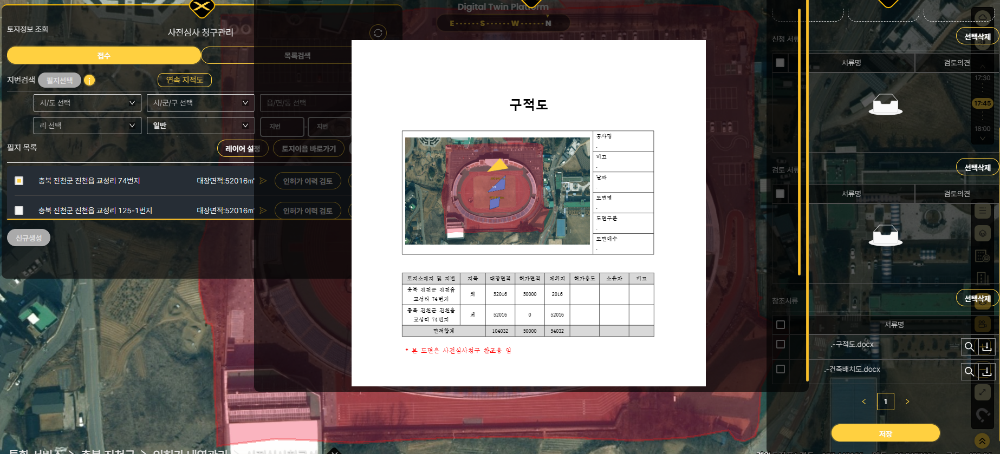 Digital Twin Platform
E······S······W······N
토지정보 조회
사전심사 청구관리
접수
목록검색
지번검색
필지선택
i
연속 지적도
시/도 선택
시/군/구 선택
읍/면/동 선택
리 선택
일반
지번
-
지번
필지 목록
레이어 설정
토지이음 바로가기
충북 진천군 진천읍 교성리 74번지
대장면적:52016㎡
인허가 이력 검토
충북 진천군 진천읍 교성리 125-1번지
대장면적:52016㎡
인허가 이력 검토
신규생성
구적도
공사명
.
비고
.
날짜
.
도면명
.
도면구분
.
도면매수
.
토지소재지 및 지번 지목 대장면적 허가면적 제외지 허가용도 소유자 비고
충북 진천군 진천읍
교성리 74번지
체 52016 50000 2016
충북 진천군 진천읍
교성리 74번지
체 52016 0 52016
면적합계 104032 50000 54032
* 본 도면은 사전심사청구 참조용 임
신청 서류
선택삭제
서류명
검토의견
17:30
17:45
18:00
검토 서류
선택삭제
서류명
검토의견
참조서류
선택삭제
서류명
.-구적도.docx
.-건축배치도.docx
< 1 >
저장